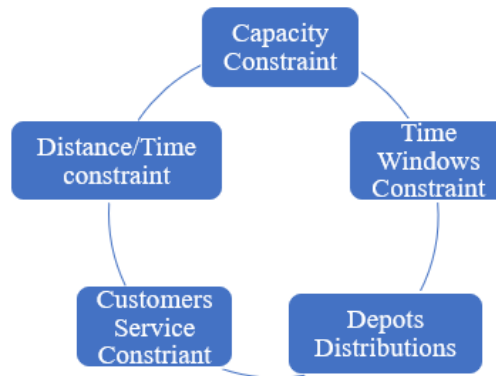 Capacity
Constraint
Distance/Time
constraint
Time
Windows
Constraint
Customers
Service
Constriant
Depots
Distributions